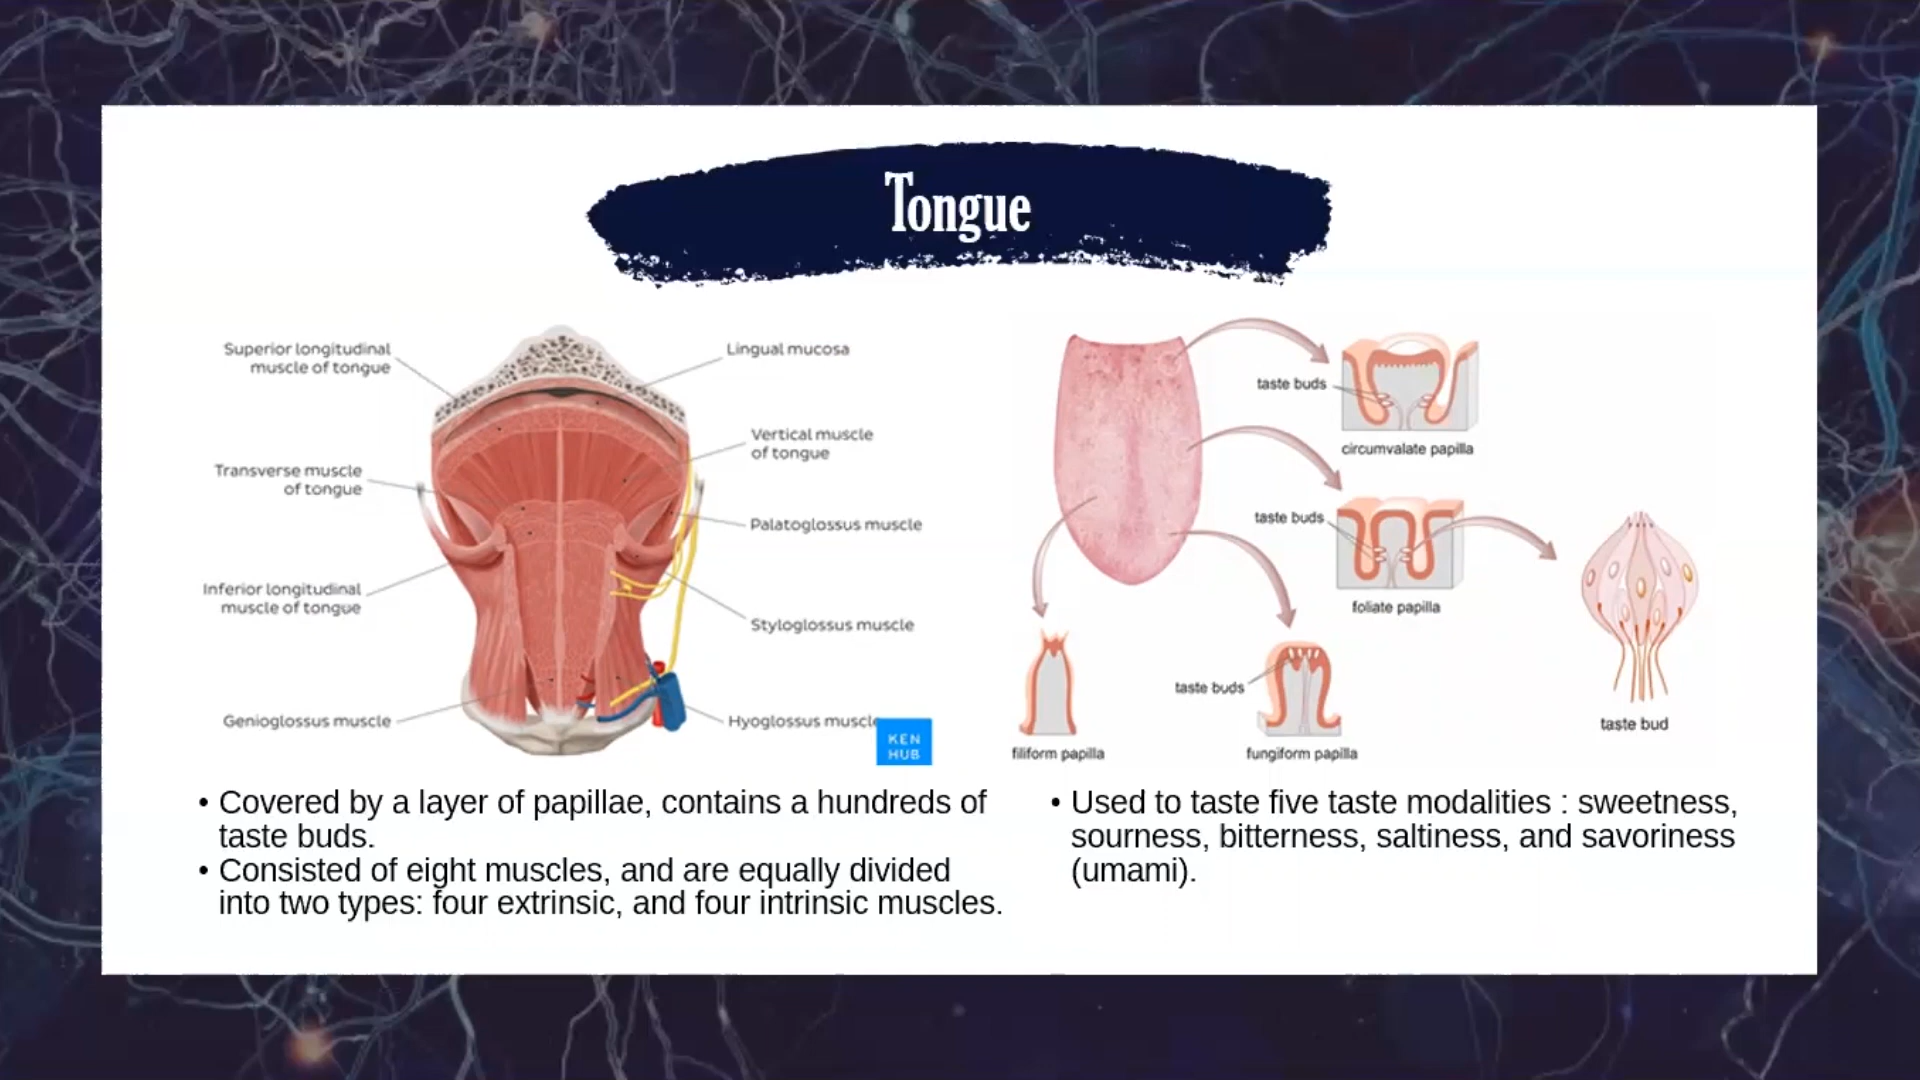 Tongue
Superior longitudinal
muscle of tongue
Transverse muscle
of tongue
Inferior longitudinal
muscle of tongue
Genioglossus muscle
Lingual mucosa
Vertical muscle
of tongue
Palatoglossus muscle
Styloglossus muscle
Hyoglossus muscle
KEN
HUB
taste buds
circumvalate papilla
taste buds
foliate papilla
taste buds
filiform papilla
fungiform papilla
taste bud
• Covered by a layer of papillae, contains a hundreds of
taste buds.
• Consisted of eight muscles, and are equally divided
into two types: four extrinsic, and four intrinsic muscles.
• Used to taste five taste modalities : sweetness,
sourness, bitterness, saltiness, and savoriness
(umami).